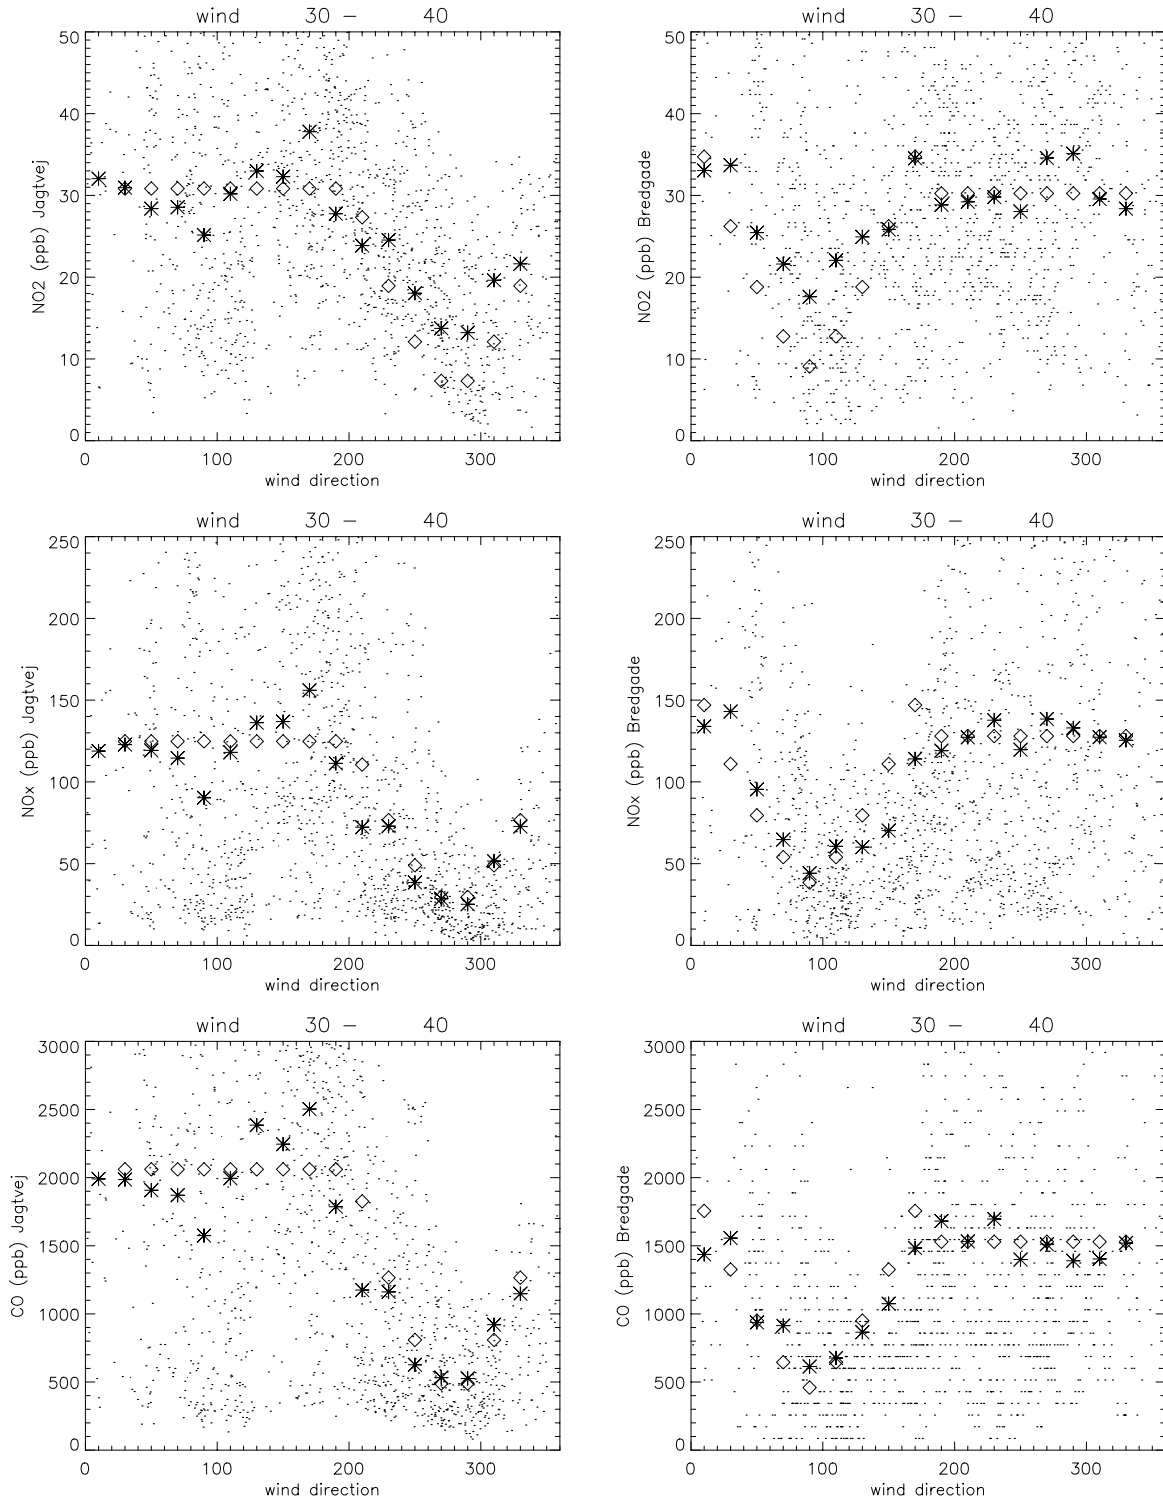 wind 30 – 40
50
40
30
20
10
0
NO2 (ppb) Jagtvej
0 100 200 300
wind direction
wind 30 – 40
50
40
30
20
10
0
NO2 (ppb) Bredgade
0 100 200 300
wind direction
wind 30 – 40
250
200
150
100
50
0
NOx (ppb) Jagtvej
0 100 200 300
wind direction
wind 30 – 40
250
200
150
100
50
0
NOx (ppb) Bredgade
0 100 200 300
wind direction
wind 30 – 40
3000
2500
2000
1500
1000
500
0
CO (ppb) Jagtvej
0 100 200 300
wind direction
wind 30 – 40
3000
2500
2000
1500
1000
500
0
CO (ppb) Bredgade
0 100 200 300
wind direction